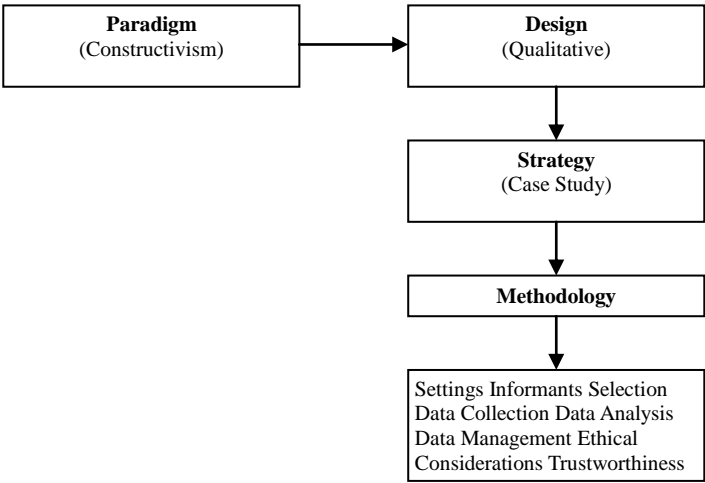 Paradigm
(Constructivism)
Design
(Qualitative)
Strategy
(Case Study)
Methodology
Settings Informants Selection
Data Collection Data Analysis
Data Management Ethical
Considerations Trustworthiness